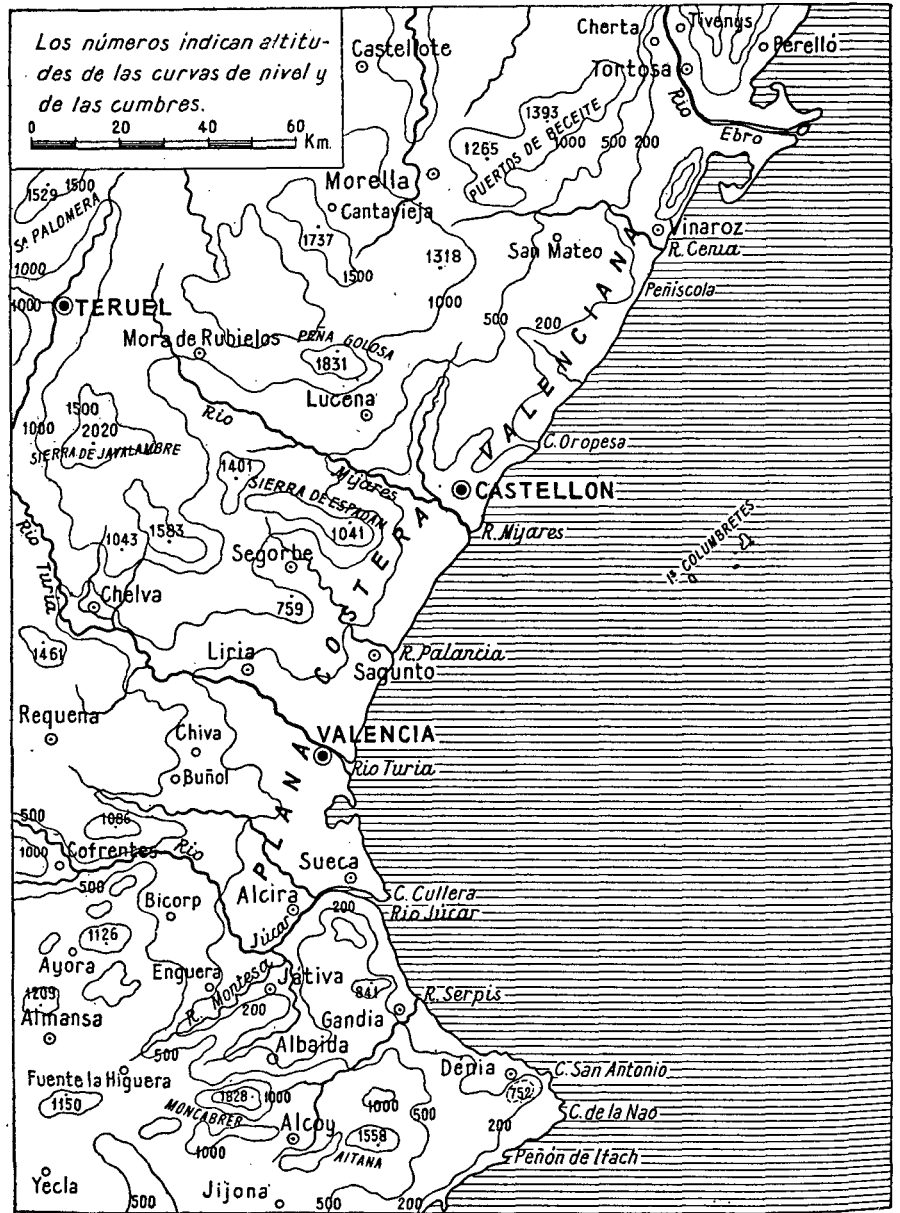 Los números indican altitu-
des de las curvas de nivel y
de las cumbres.
0 20 40 60 Km.
Castellote
Cherta
Tivenys
Perelló
Tortosa
Río
Ebro
1393
1265
PUERTOS DE BECEITE
1000 500 200
Morella
Cantavieja
1737
1500
1318
1000
1529
1500
Sª PALOMERA
1000
1000
TERUEL
San Mateo
Vinaroz
R. Cenia
Peñíscola
500
200
Mora de Rubielos
PEÑA GOLOSA
1831
Lucena
Río
Mijares
C. Oropesa
1500
1000
2020
SIERRA DE JAVALAMBRE
1401
SIERRA DE ESPADAN
1041
CASTELLON
R. Mijares
Iˢ COLUMBRETES
COSTERA VALENCIANA
Río
Turia
1043
1583
Segorbe
Chelva
759
1461
Liria
R. Palancia
Sagunto
Requena
Chiva
Buñol
VALENCIA
Rio Turia
PLANA
500
1086
1000
Cofrentes
Río
Sueca
500
Bicorp
Alcira
Júcar
C. Cullera
Rio Júcar
200
1126
Ayora
Enguera
R. Montesa
Játiva
841
R. Serpis
1209
Almansa
200
Gandia
500
Albaida
Denia
C. San Antonio
752
C. de la Nao
Fuente la Higuera
1150
1828
1000
MONCABRER
1000
500
200
Alcoy
1000
1558
AITANA
Peñón de Ifach
Yecla
500
Jijona
500
200